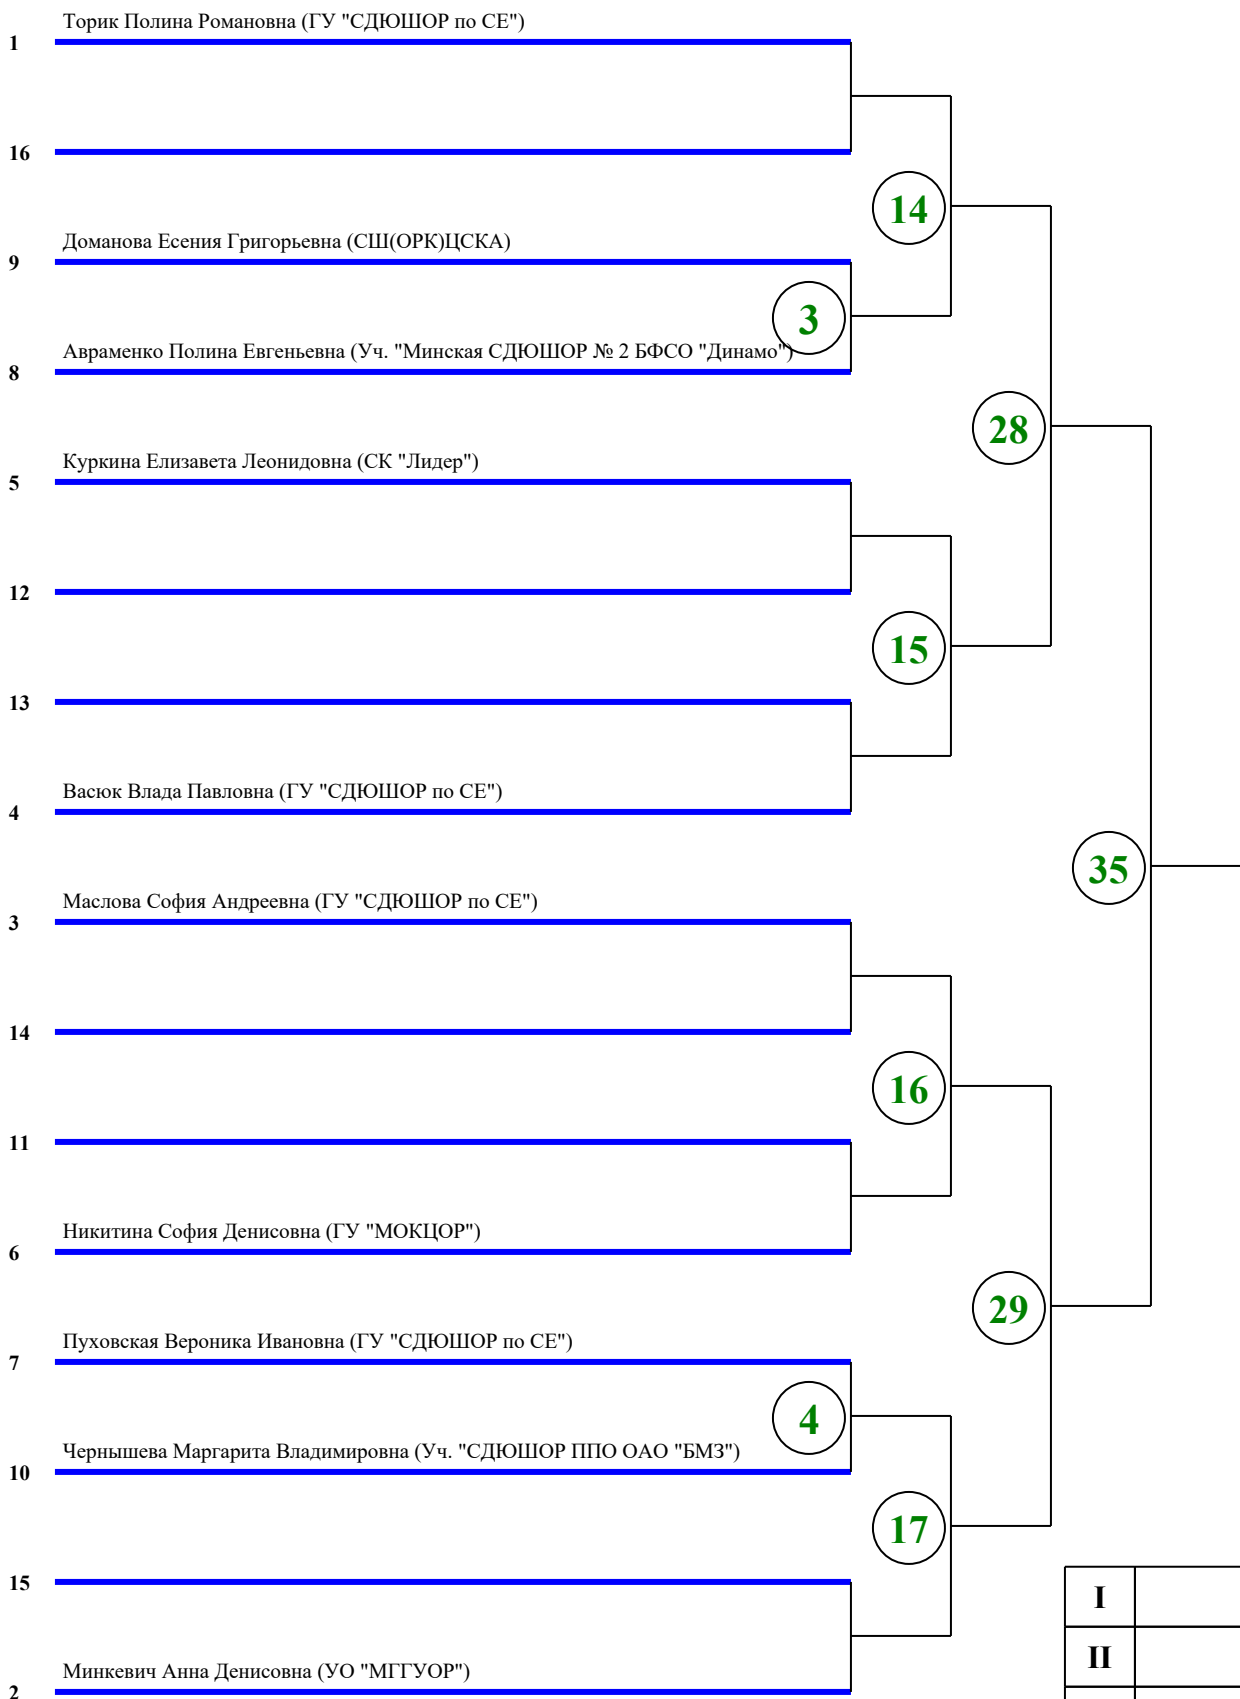 Торик Полина Романовна (ГУ "СДЮШОР по СЕ")
1
16
14
Доманова Есения Григорьевна (СШ(ОРК)ЦСКА)
9
3
Авраменко Полина Евгеньевна (Уч. "Минская СДЮШОР № 2 БФСО "Динамо")
8
28
Куркина Елизавета Леонидовна (СК "Лидер")
5
12
15
13
Васюк Влада Павловна (ГУ "СДЮШОР по СЕ")
4
35
Маслова София Андреевна (ГУ "СДЮШОР по СЕ")
3
14
16
11
Никитина София Денисовна (ГУ "МОКЦОР")
6
29
Пуховская Вероника Ивановна (ГУ "СДЮШОР по СЕ")
7
4
Чернышева Маргарита Владимировна (Уч. "СДЮШОР ППО ОАО "БМЗ")
10
17
15
I
II
Минкевич Анна Денисовна (УО "МГГУОР")
2